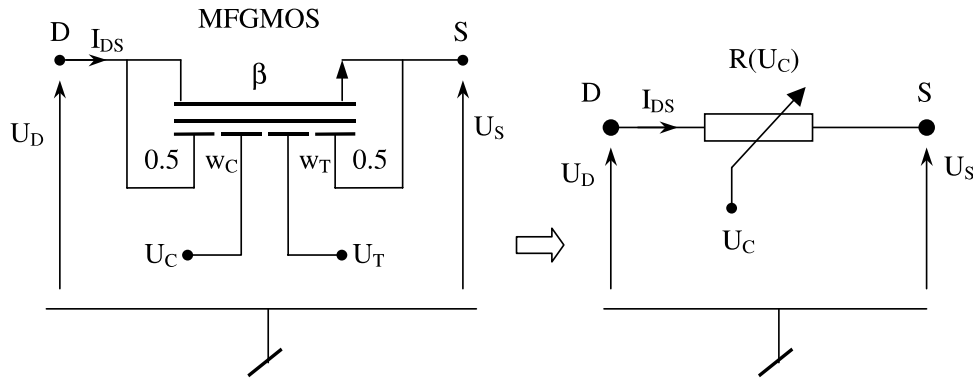 MFGMOS
D
I_DS
S
β
U_D
U_S
0.5
w_C
w_T
0.5
U_C
U_T
R(U_C)
D
I_DS
S
U_D
U_S
U_C